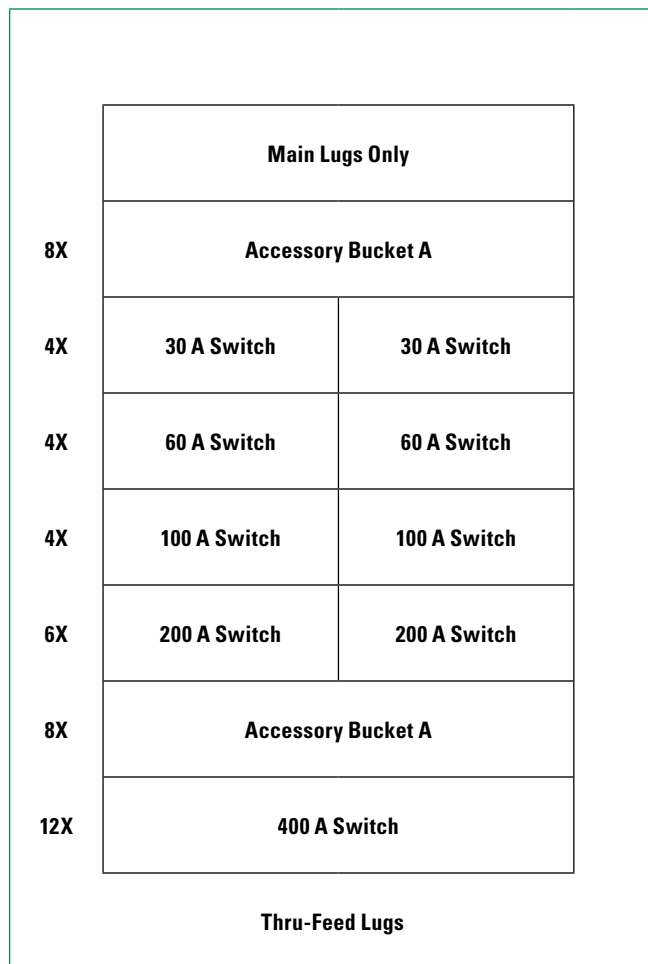 Main Lugs Only
8X Accessory Bucket A
4X 30 A Switch 30 A Switch
4X 60 A Switch 60 A Switch
4X 100 A Switch 100 A Switch
6X 200 A Switch 200 A Switch
8X Accessory Bucket A
12X 400 A Switch
Thru-Feed Lugs